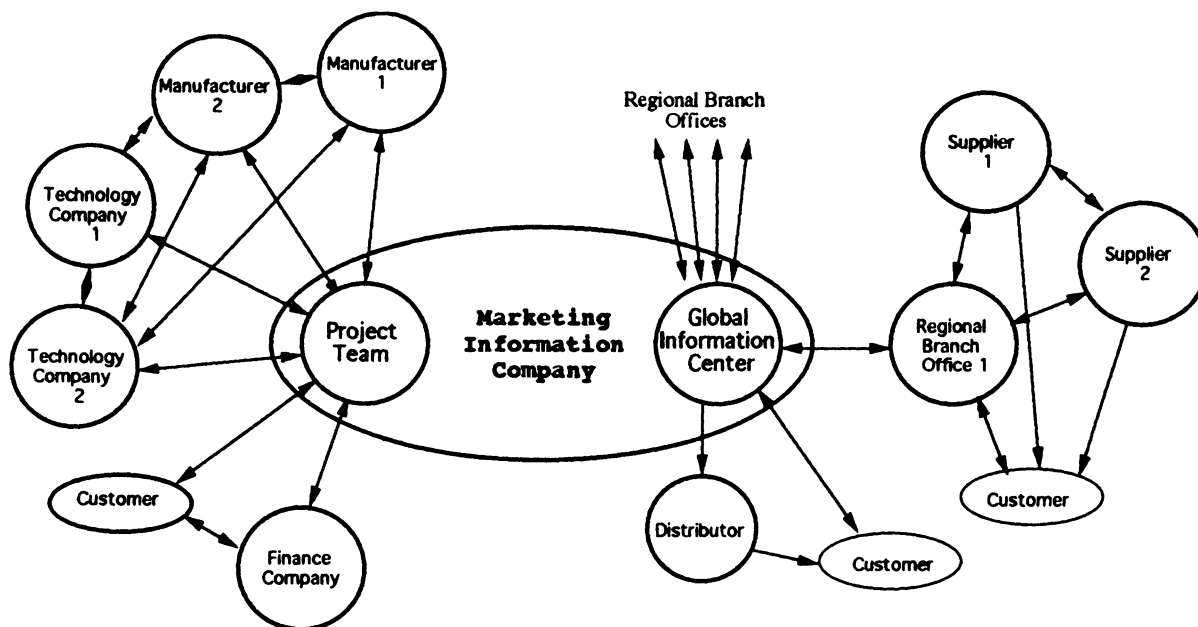 Manufacturer
1
Manufacturer
2
Regional Branch
Offices
Supplier
1
Technology
Company
1
Supplier
2
Project
Team
Marketing
Information
Company
Global
Information
Center
Regional
Branch
Office 1
Technology
Company
2
Customer
Customer
Distributor
Customer
Finance
Company